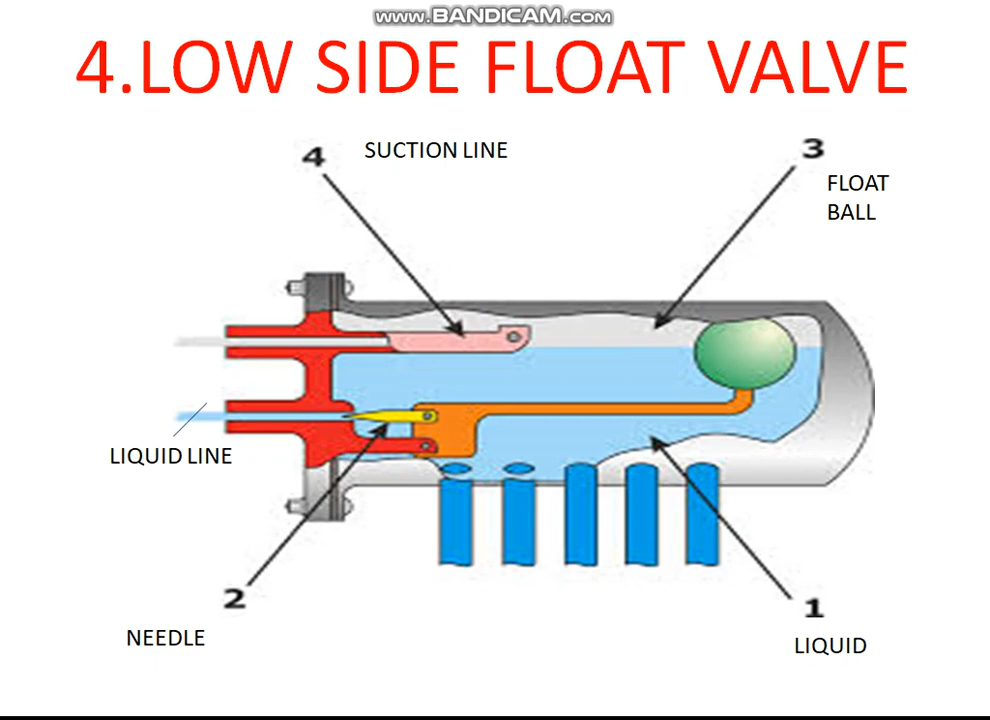 www.BANDICAM.com
4.LOW SIDE FLOAT VALVE
4
SUCTION LINE
3
FLOAT
BALL
LIQUID LINE
2
NEEDLE
1
LIQUID